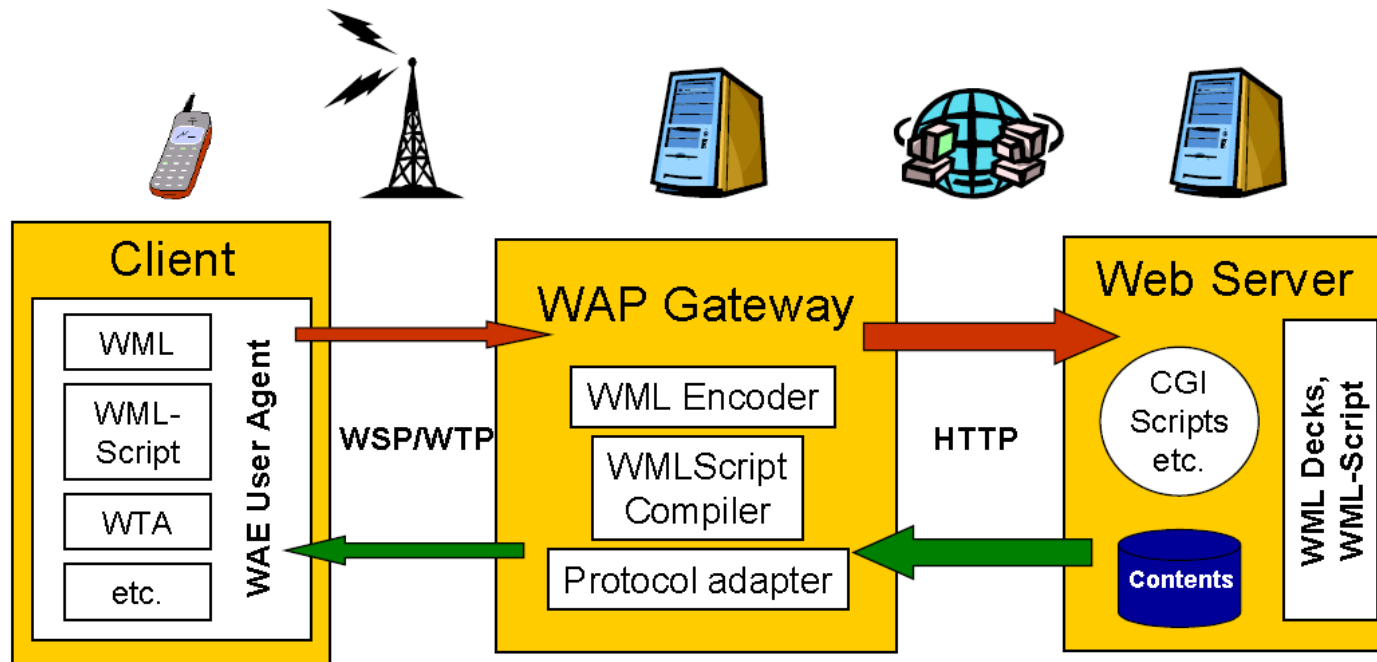 Client
WML
WML-
Script
WTA
etc.
WAE User Agent
WSP/WTP
WAP Gateway
WML Encoder
WMLScript
Compiler
Protocol adapter
HTTP
Web Server
CGI
Scripts
etc.
Contents
WML Decks,
WML-Script